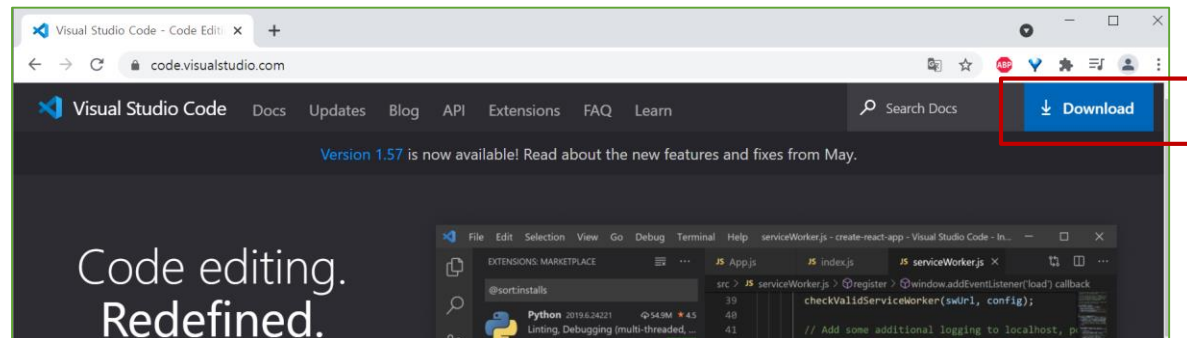 Visual Studio Code - Code Editi
code.visualstudio.com
ABP
Visual Studio Code Docs Updates Blog API Extensions FAQ Learn Search Docs Download
Version 1.57 is now available! Read about the new features and fixes from May.
Code editing.
Redefined.
File Edit Selection View Go Debug Terminal Help serviceWorker.js - create-react-app - Visual Studio Code - In...
EXTENSIONS: MARKETPLACE
@sort:installs
Python 2019.6.24221 54.9M 4.5
Linting, Debugging (multi-threaded, ...
JS App.js JS index.js JS serviceWorker.js
src > JS serviceWorker.js > register > window.addEventListener('load') callback
39 checkValidServiceWorker(swUrl, config);
40
41 // Add some additional logging to localhost, p